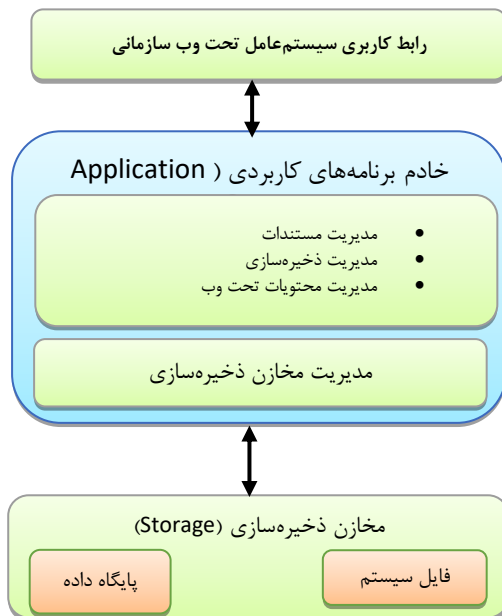 رابط کاربری سیستم‌عامل تحت وب سازمانی
خادم برنامه‌های کاربردی ( Application
مدیریت مستندات
مدیریت ذخیره‌سازی
مدیریت محتویات تحت وب
مدیریت مخازن ذخیره‌سازی
مخازن ذخیره‌سازی (Storage)
فایل سیستم
پایگاه داده